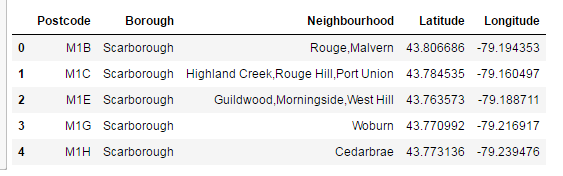 Postcode Borough Neighbourhood Latitude Longitude
0 M1B Scarborough Rouge,Malvern 43.806686 -79.194353
1 M1C Scarborough Highland Creek,Rouge Hill,Port Union 43.784535 -79.160497
2 M1E Scarborough Guildwood,Morningside,West Hill 43.763573 -79.188711
3 M1G Scarborough Woburn 43.770992 -79.216917
4 M1H Scarborough Cedarbrae 43.773136 -79.239476